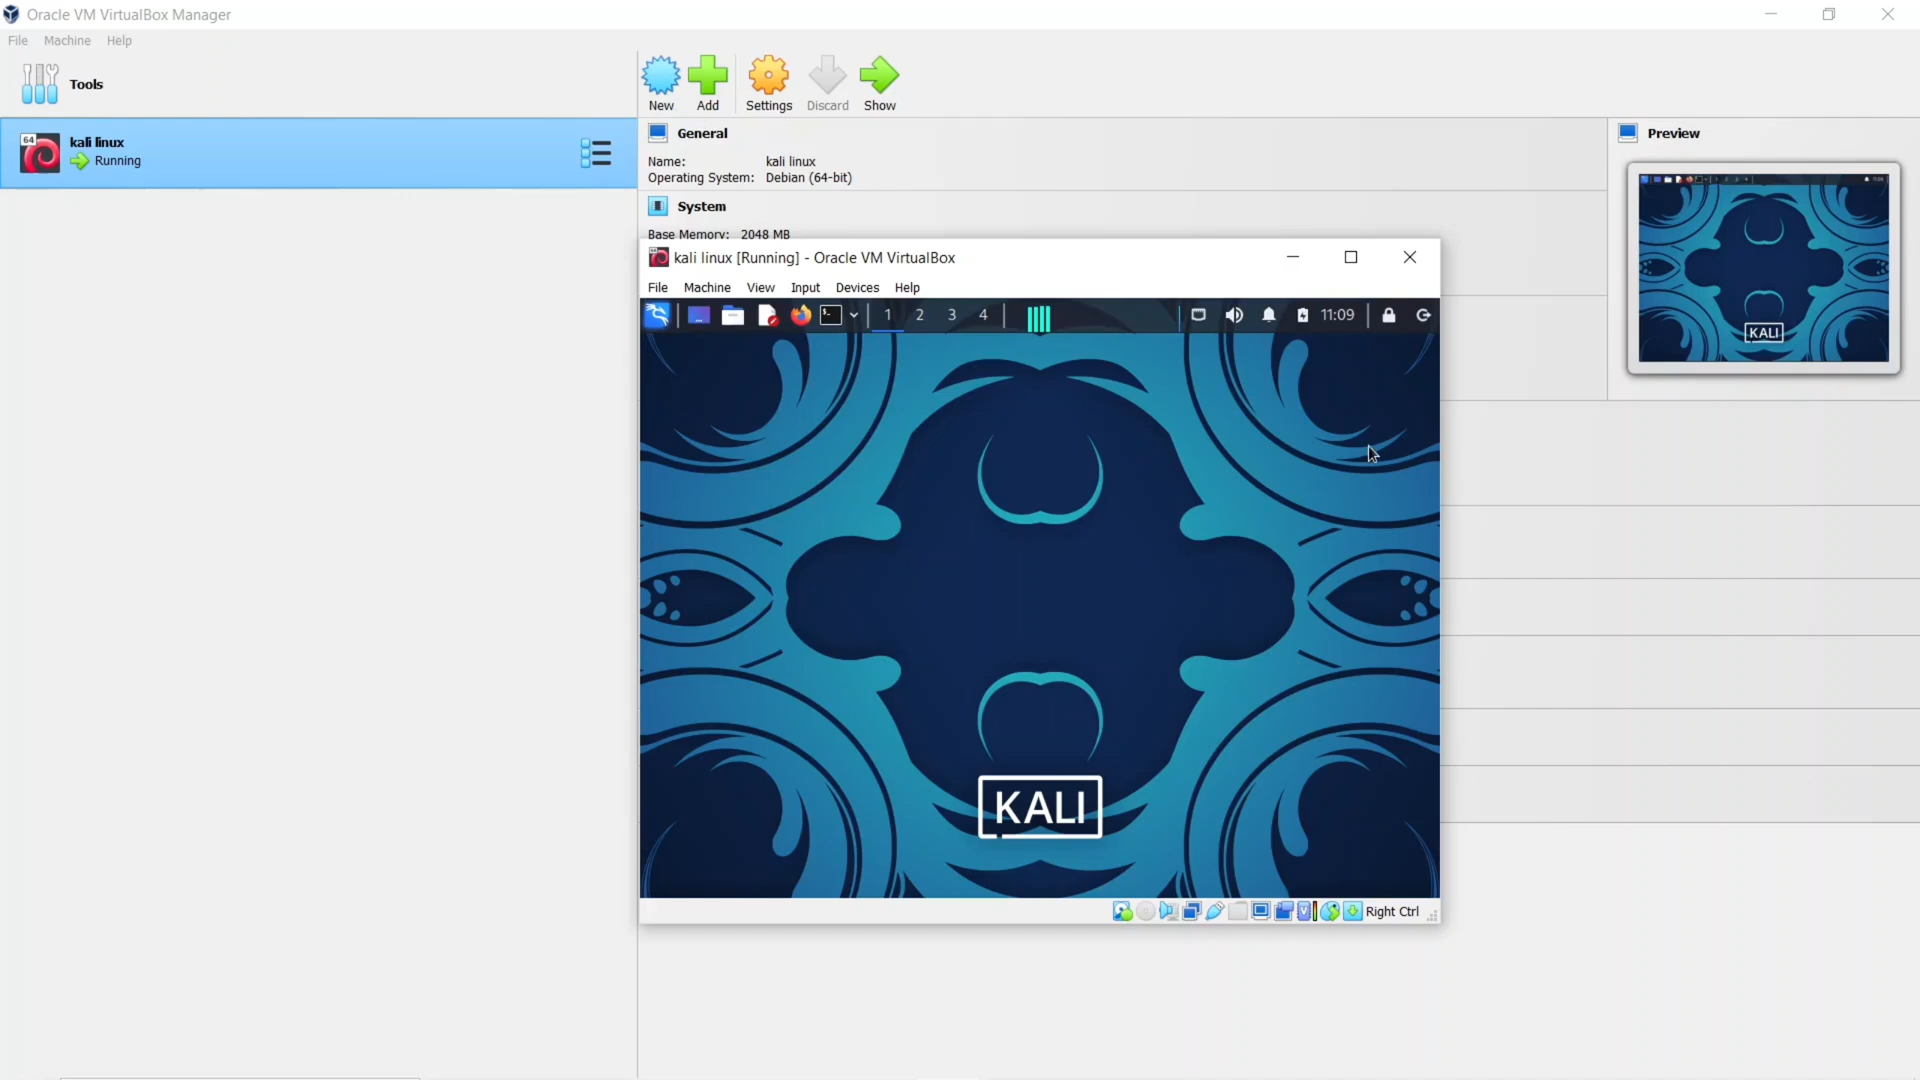 Oracle VM VirtualBox Manager
File Machine Help
Tools
New Add Settings Discard Show
64
kali linux
Running
General
Name: kali linux
Operating System: Debian (64-bit)
System
Base Memory: 2048 MB
Preview
KALI
kali linux [Running] - Oracle VM VirtualBox
File Machine View Input Devices Help
1 2 3 4 11:09
KALI
Right Ctrl